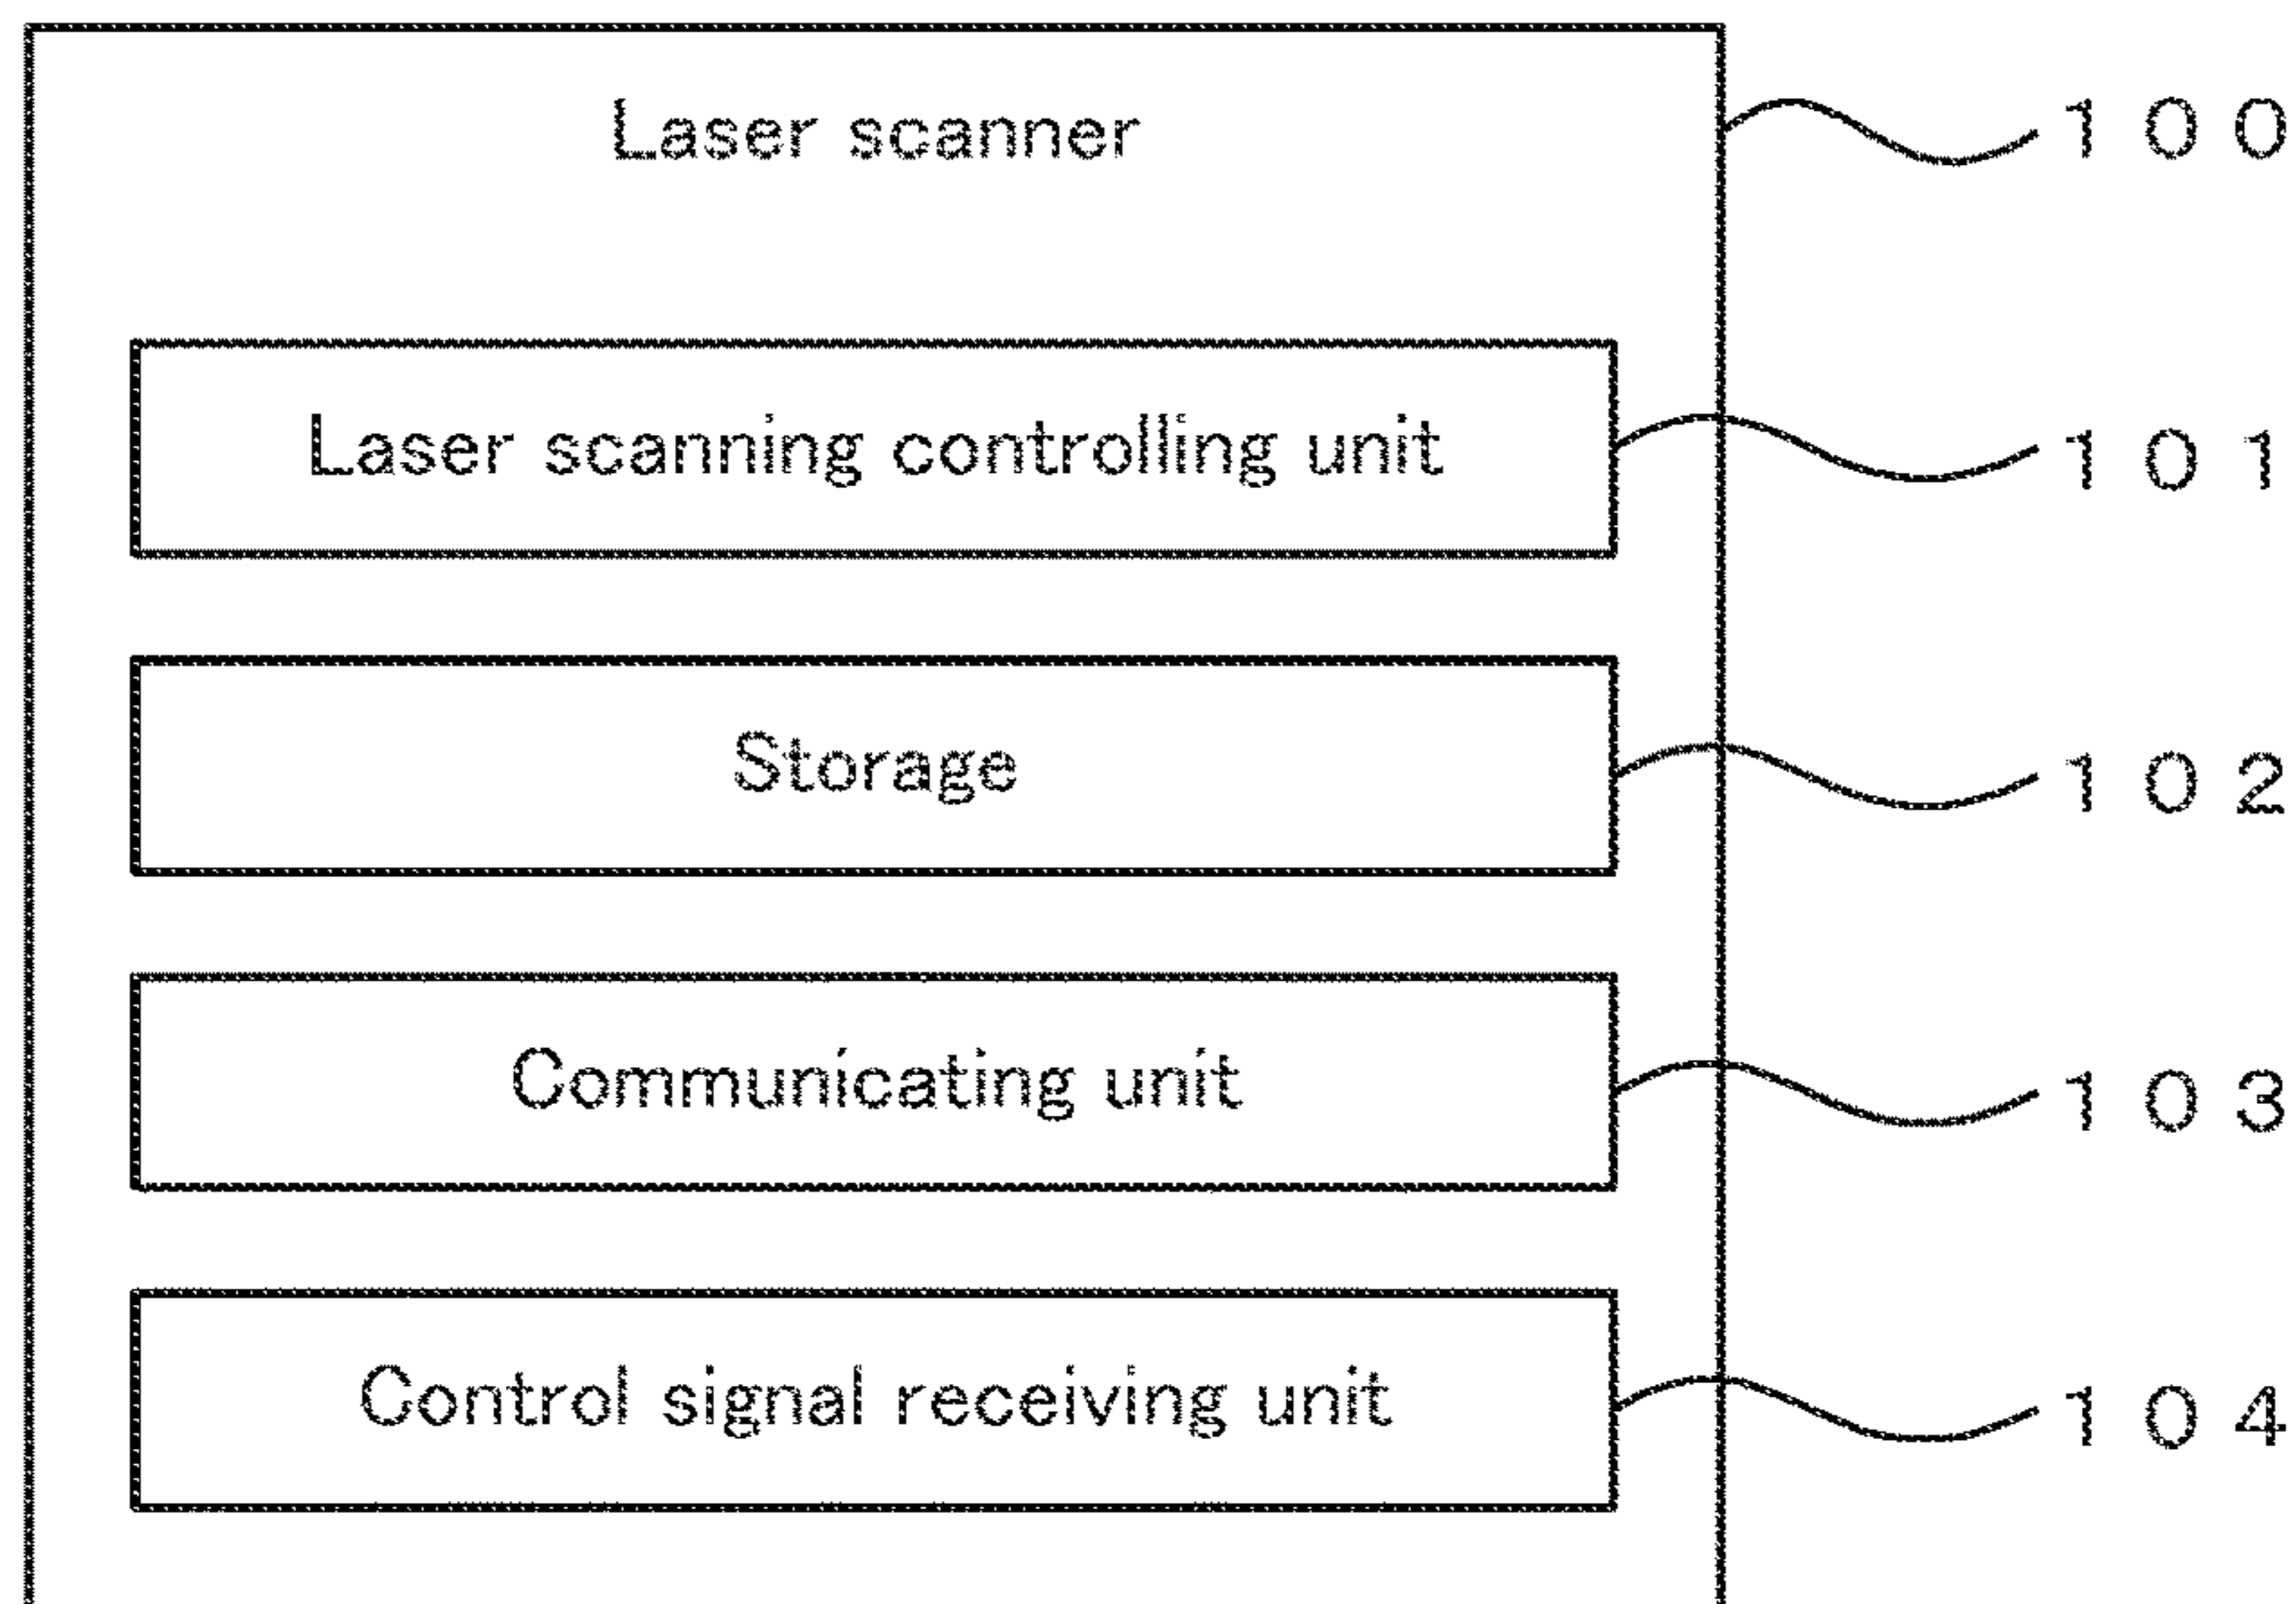 Laser scanner 100
Laser scanning controlling unit 101
Storage 102
Communicating unit 103
Control signal receiving unit 104